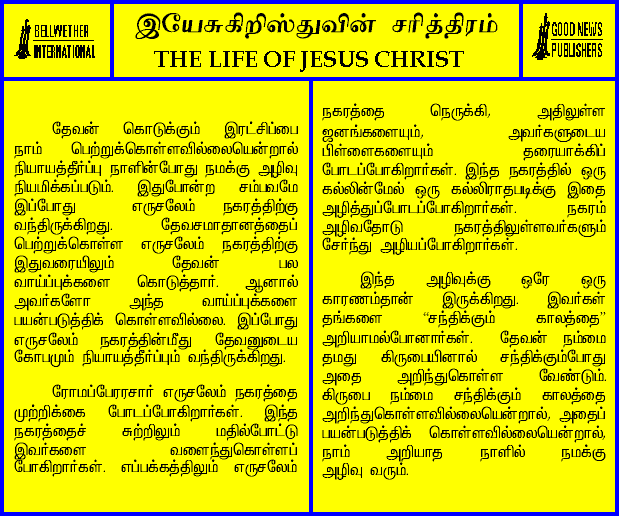 BELLWETHER
INTERNATIONAL
இயேசுகிறிஸ்துவின் சரித்திரம்
THE LIFE OF JESUS CHRIST
GOOD NEWS
PUBLISHERS
தேவன் கொடுக்கும் இரட்சிப்பை
நாம் பெற்றுக்கொள்ளவில்லையென்றால்
நியாயத்தீர்ப்பு நாளின்போது நமக்கு அழிவு
நியமிக்கப்படும். இதுபோன்ற சம்பவமே
இப்போது எருசலேம் நகரத்திற்கு
வந்திருக்கிறது. தேவசமாதானத்தைப்
பெற்றுக்கொள்ள எருசலேம் நகரத்திற்கு
இதுவரையிலும் தேவன் பல
வாய்ப்புக்களை கொடுத்தார். ஆனால்
அவர்களோ அந்த வாய்ப்புக்களை
பயன்படுத்திக் கொள்ளவில்லை. இப்போது
எருசலேம் நகரத்தின்மீது தேவனுடைய
கோபமும் நியாயத்தீர்ப்பும் வந்திருக்கிறது.
ரோமப்பேரரசார் எருசலேம் நகரத்தை
முற்றிக்கை போடப்போகிறார்கள். இந்த
நகரத்தைச் சுற்றிலும் மதில்போட்டு
இவர்களை வளைந்துகொள்ளப்
போகிறார்கள். எப்பக்கத்திலும் எருசலேம்
நகரத்தை நெருக்கி, அதிலுள்ள
ஜனங்களையும், அவர்களுடைய
பிள்ளைகளையும் தரையாக்கிப்
போடப்போகிறார்கள். இந்த நகரத்தில் ஒரு
கல்லின்மேல் ஒரு கல்லிராதபடிக்கு இதை
அழித்துப்போடப்போகிறார்கள். நகரம்
அழிவதோடு நகரத்திலுள்ளவர்களும்
சேர்ந்து அழியப்போகிறார்கள்.
இந்த அழிவுக்கு ஒரே ஒரு
காரணம்தான் இருக்கிறது. இவர்கள்
தங்களை “சந்திக்கும் காலத்தை”
அறியாமல்போனார்கள். தேவன் நம்மை
தமது கிருபையினால் சந்திக்கும்போது
அதை அறிந்துகொள்ள வேண்டும்.
கிருபை நம்மை சந்திக்கும் காலத்தை
அறிந்துகொள்ளவில்லையென்றால், அதைப்
பயன்படுத்திக் கொள்ளவில்லையென்றால்,
நாம் அறியாத நாளில் நமக்கு
அழிவு வரும்.